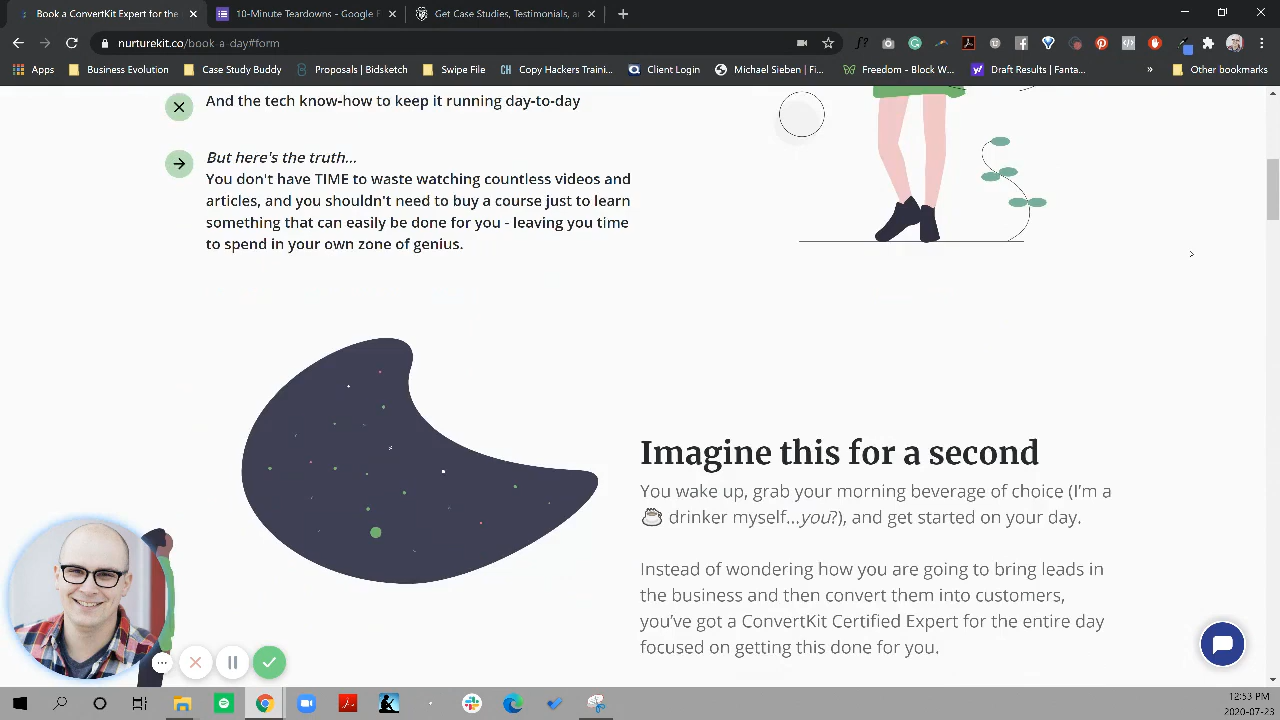 Book a ConvertKit Expert for the
10-Minute Teardowns - Google F
Get Case Studies, Testimonials, a
nurturekit.co/book-a-day#form
Apps
Business Evolution
Case Study Buddy
Proposals | Bidsketch
Swipe File
Copy Hackers Traini...
Client Login
Michael Sieben | Fi...
Freedom - Block W...
Draft Results | Fanta...
»
Other bookmarks
And the tech know-how to keep it running day-to-day
But here's the truth...
You don't have TIME to waste watching countless videos and
articles, and you shouldn't need to buy a course just to learn
something that can easily be done for you - leaving you time
to spend in your own zone of genius.
Imagine this for a second
You wake up, grab your morning beverage of choice (I'm a
☕ drinker myself...you?), and get started on your day.
Instead of wondering how you are going to bring leads in
the business and then convert them into customers,
you've got a ConvertKit Certified Expert for the entire day
focused on getting this done for you.
12:53 PM
2020-07-23